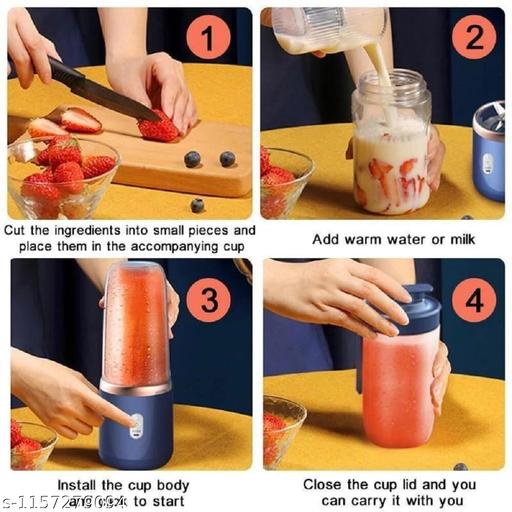 1
2
Cut the ingredients into small pieces and
place them in the accompanying cup
Add warm water or milk
3
4
Install the cup body
to start
s-1157278094
Close the cup lid and you
can carry it with you